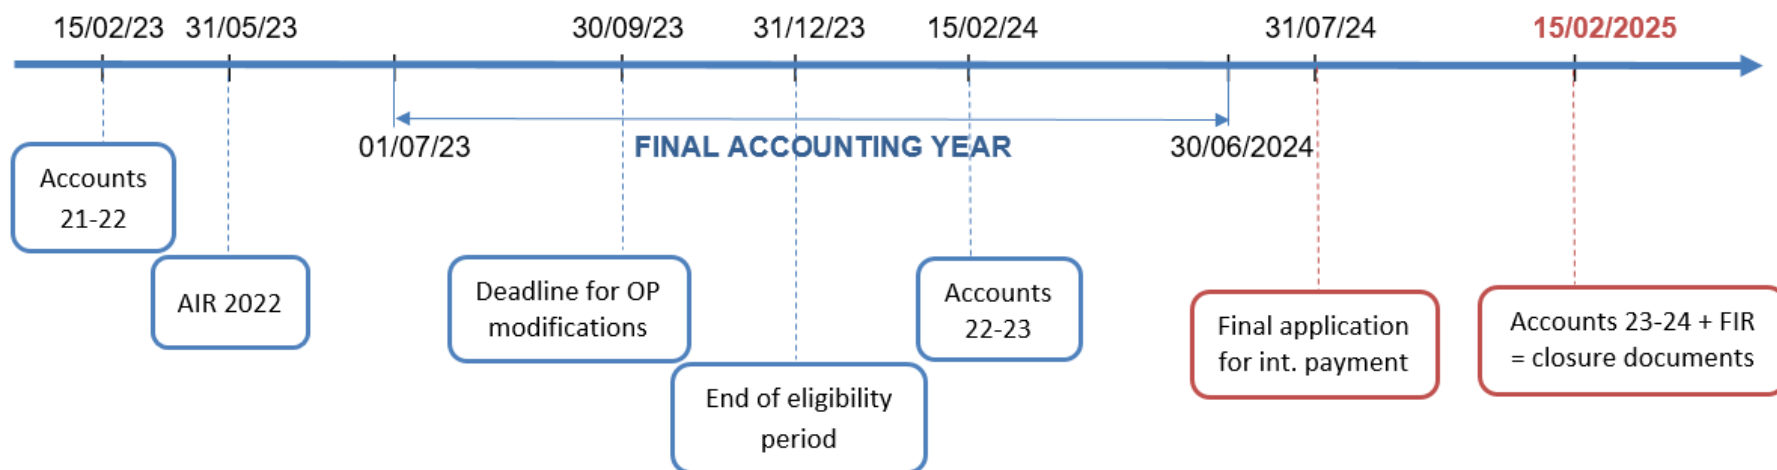 15/02/23 31/05/23 30/09/23 31/12/23 15/02/24 31/07/24 15/02/2025
01/07/23 FINAL ACCOUNTING YEAR 30/06/2024
Accounts
21-22
AIR 2022
Deadline for OP
modifications
End of eligibility
period
Accounts
22-23
Final application
for int. payment
Accounts 23-24 + FIR
= closure documents